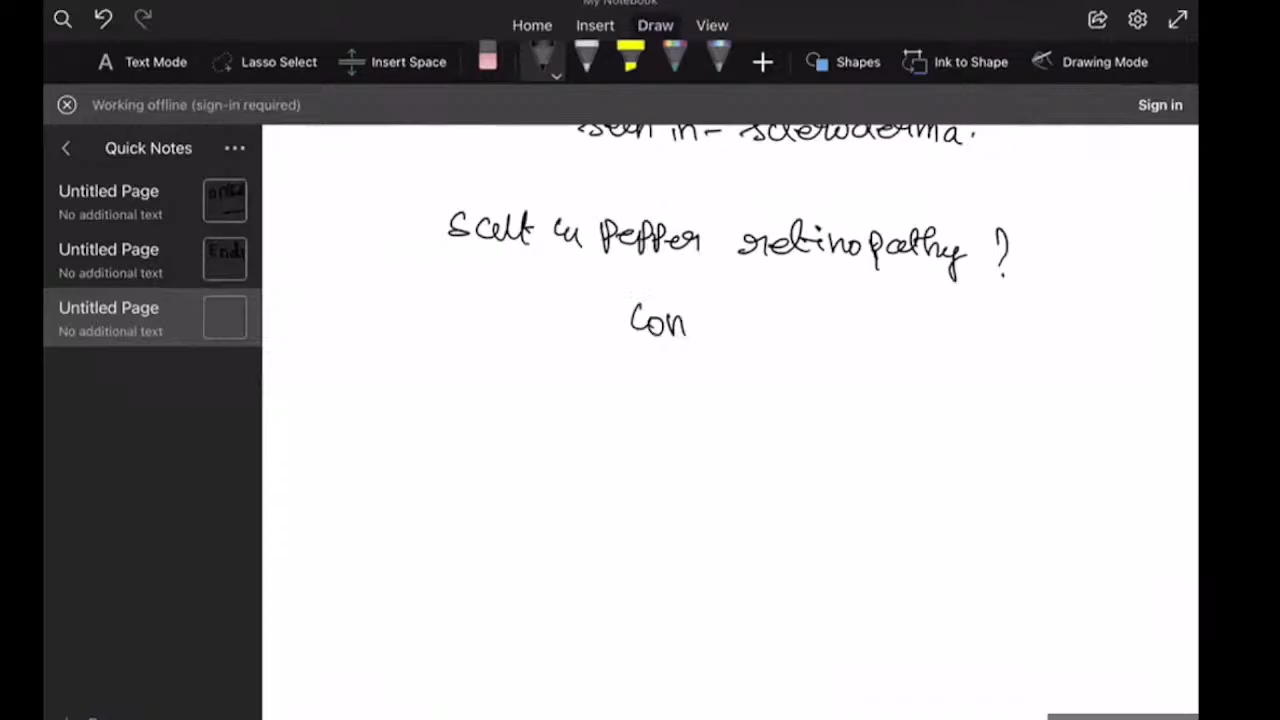 My Notebook
Home Insert Draw View
Text Mode Lasso Select Insert Space Shapes Ink to Shape Drawing Mode
Working offline (sign-in required) Sign in
Quick Notes
Untitled Page
No additional text
Untitled Page
No additional text
Untitled Page
No additional text
seen in - scleroderma.
Salt in pepper retinopathy ?
Con